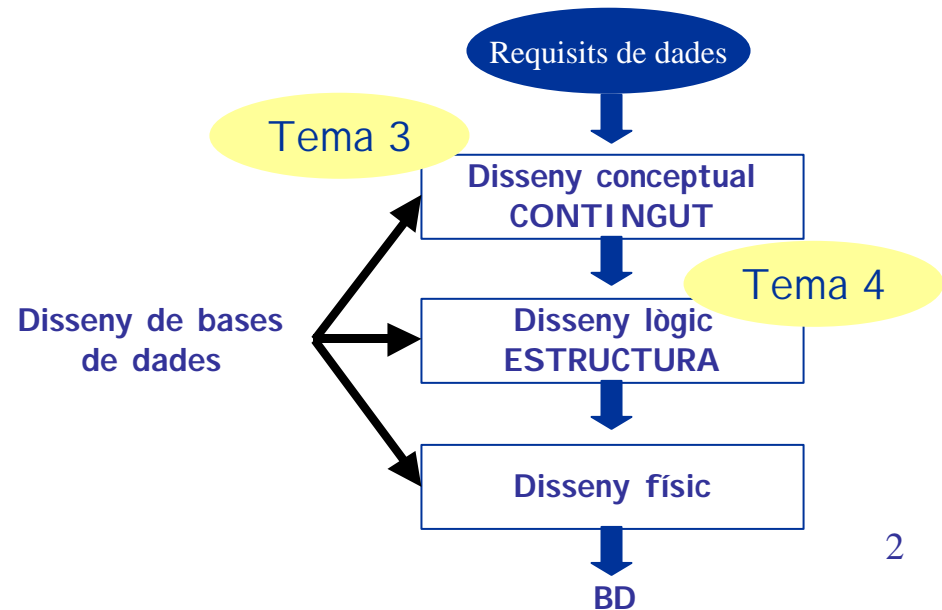 Requisits de dades
Tema 3
Disseny conceptual
CONTINGUT
Tema 4
Disseny de bases
de dades
Disseny lògic
ESTRUCTURA
Disseny físic
2
BD